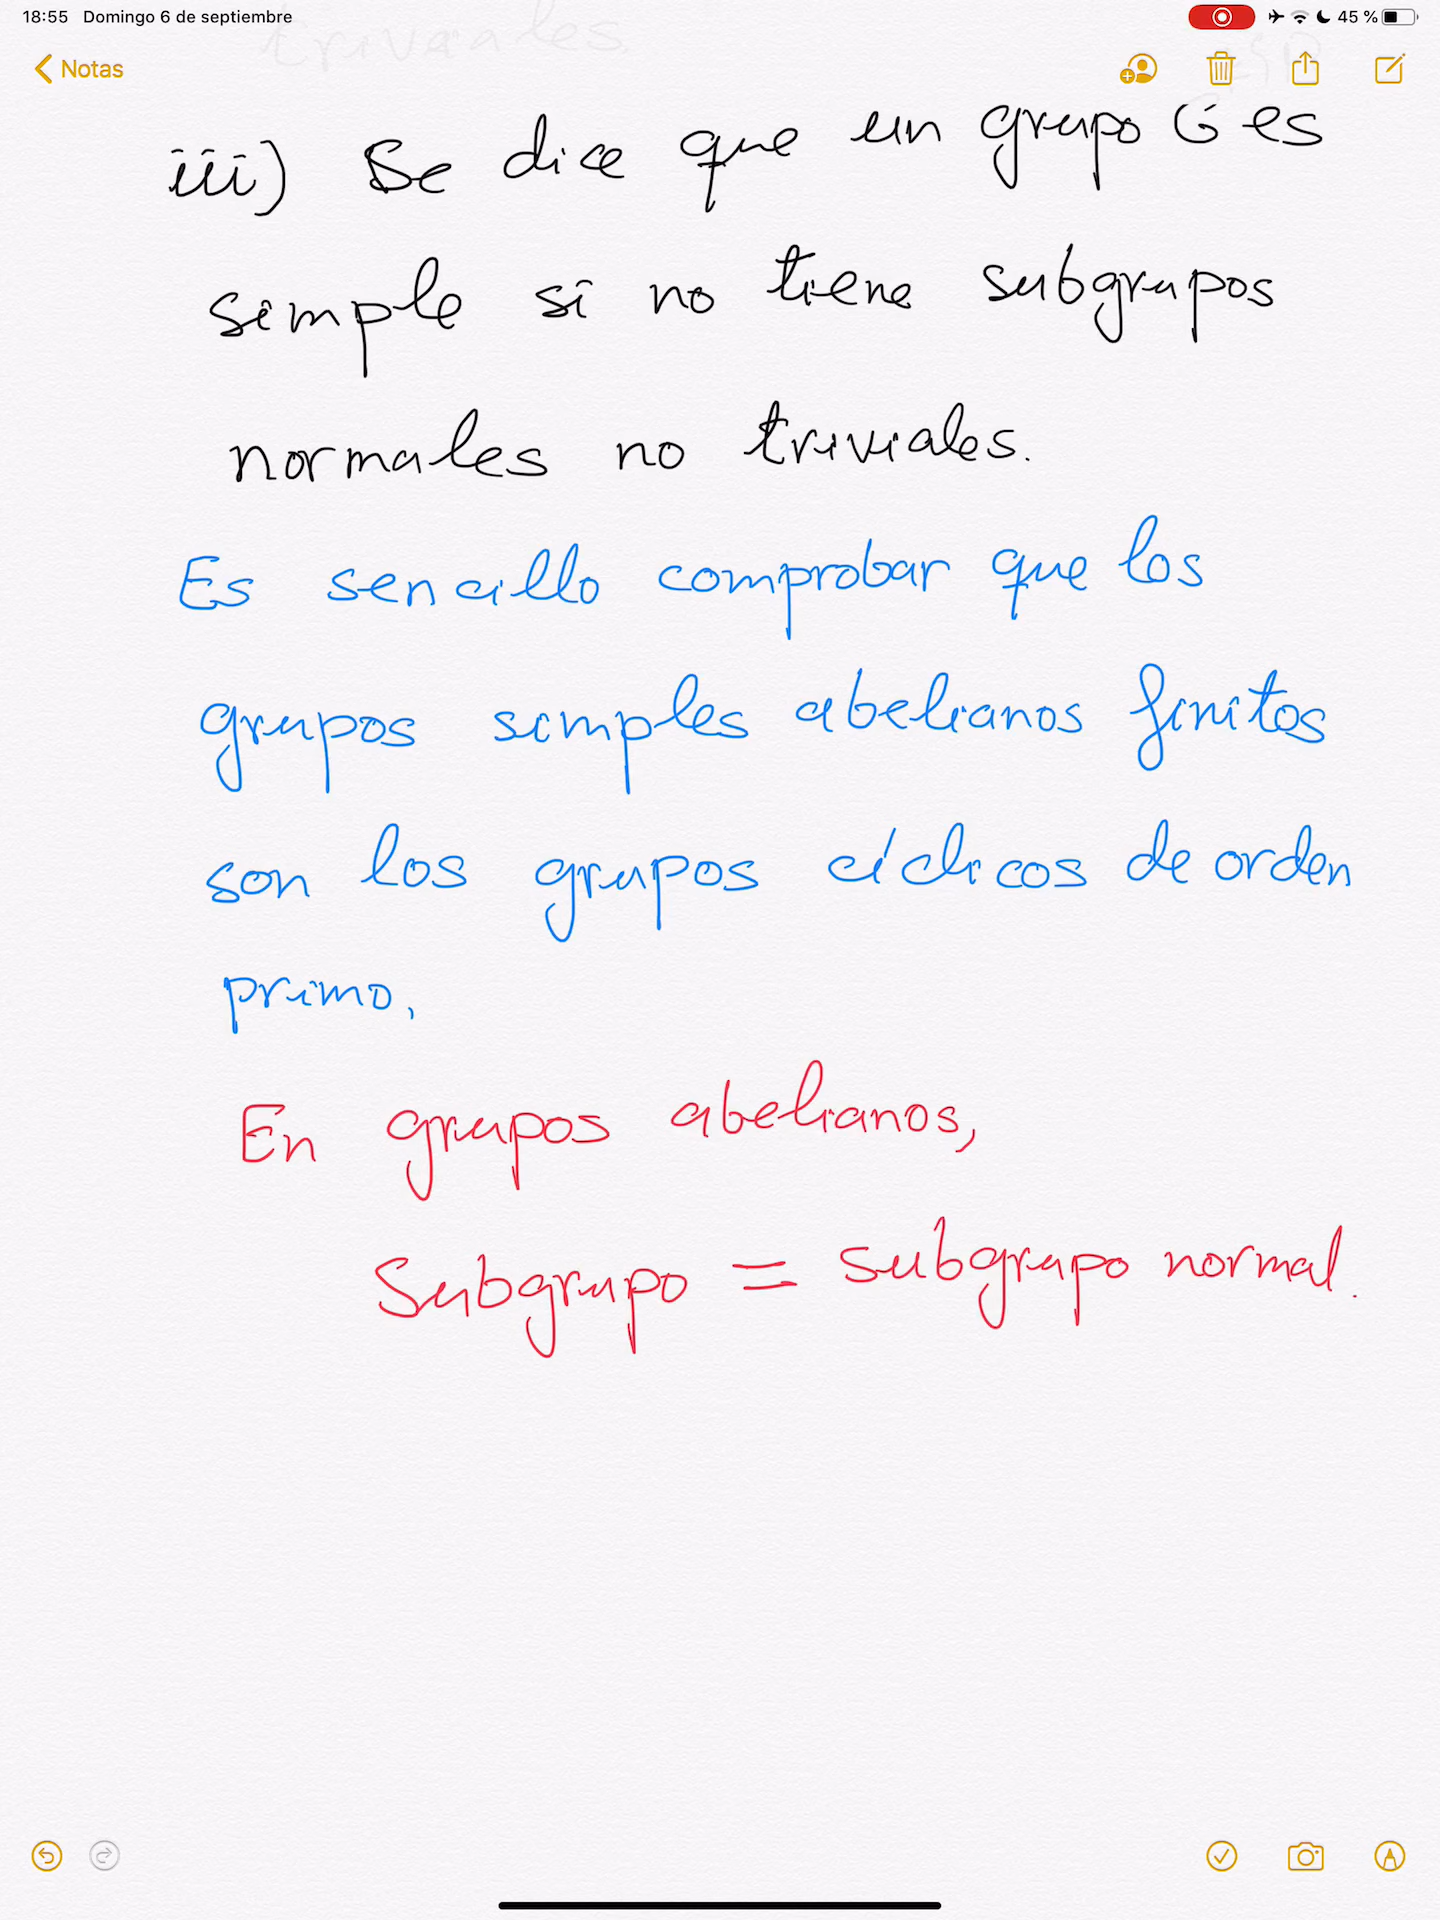 18:55 Domingo 6 de septiembre
45 %
triviales.
Notas
iii) Se dice que un grupo G es
simple si no tiene subgrupos
normales no triviales.
Es sencillo comprobar que los
grupos simples abelianos finitos
son los grupos cíclicos de orden
primo.
En grupos abelianos,
Subgrupo = subgrupo normal.